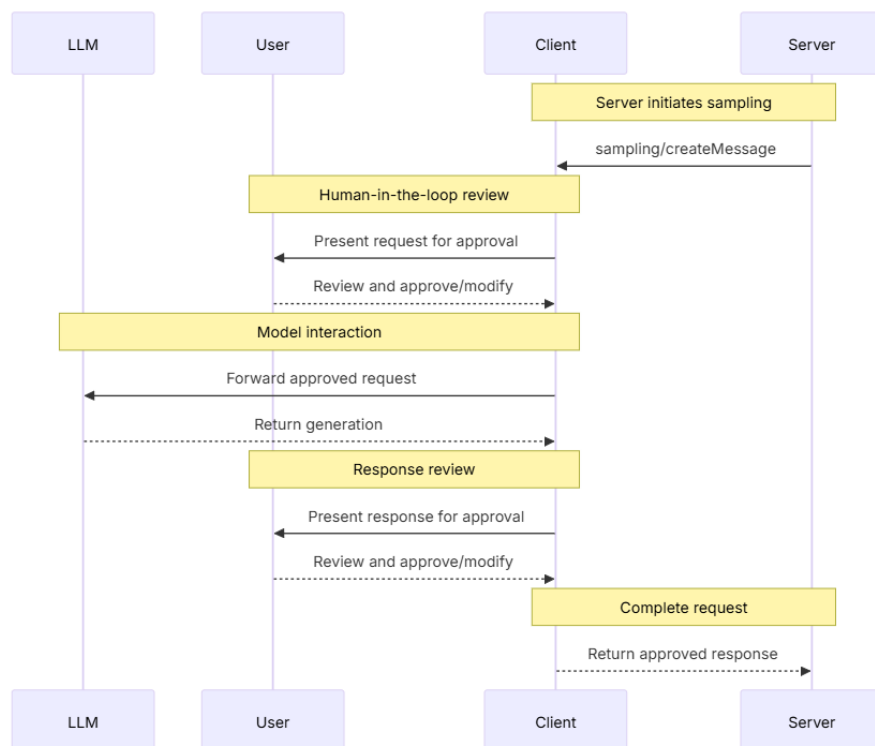 LLM
User
Client
Server
Server initiates sampling
sampling/createMessage
Human-in-the-loop review
Present request for approval
Review and approve/modify
Model interaction
Forward approved request
Return generation
Response review
Present response for approval
Review and approve/modify
Complete request
Return approved response
LLM
User
Client
Server